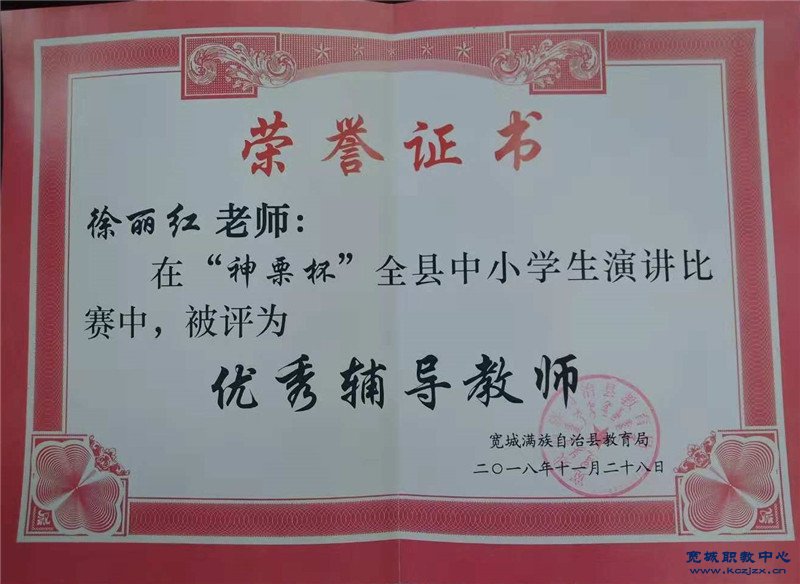 荣誉证书
徐丽红 老师：
在“神栗杯”全县中小学生演讲比
赛中，被评为
优秀辅导教师
宽城满族自治县教育局
二〇一八年十一月二十八日
宽城职教中心
www.kczjzx.cn